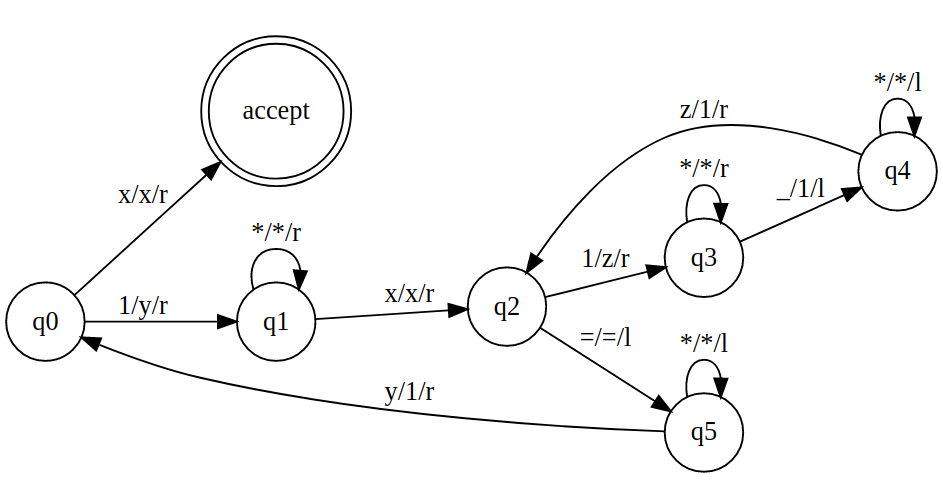 */*/l
z/1/r
accept
*/*/r
q4
_/1/l
x/x/r
*/*/r
1/z/r
q3
x/x/r
q2
1/y/r
q0
q1
=/=/l
*/*/l
y/1/r
q5